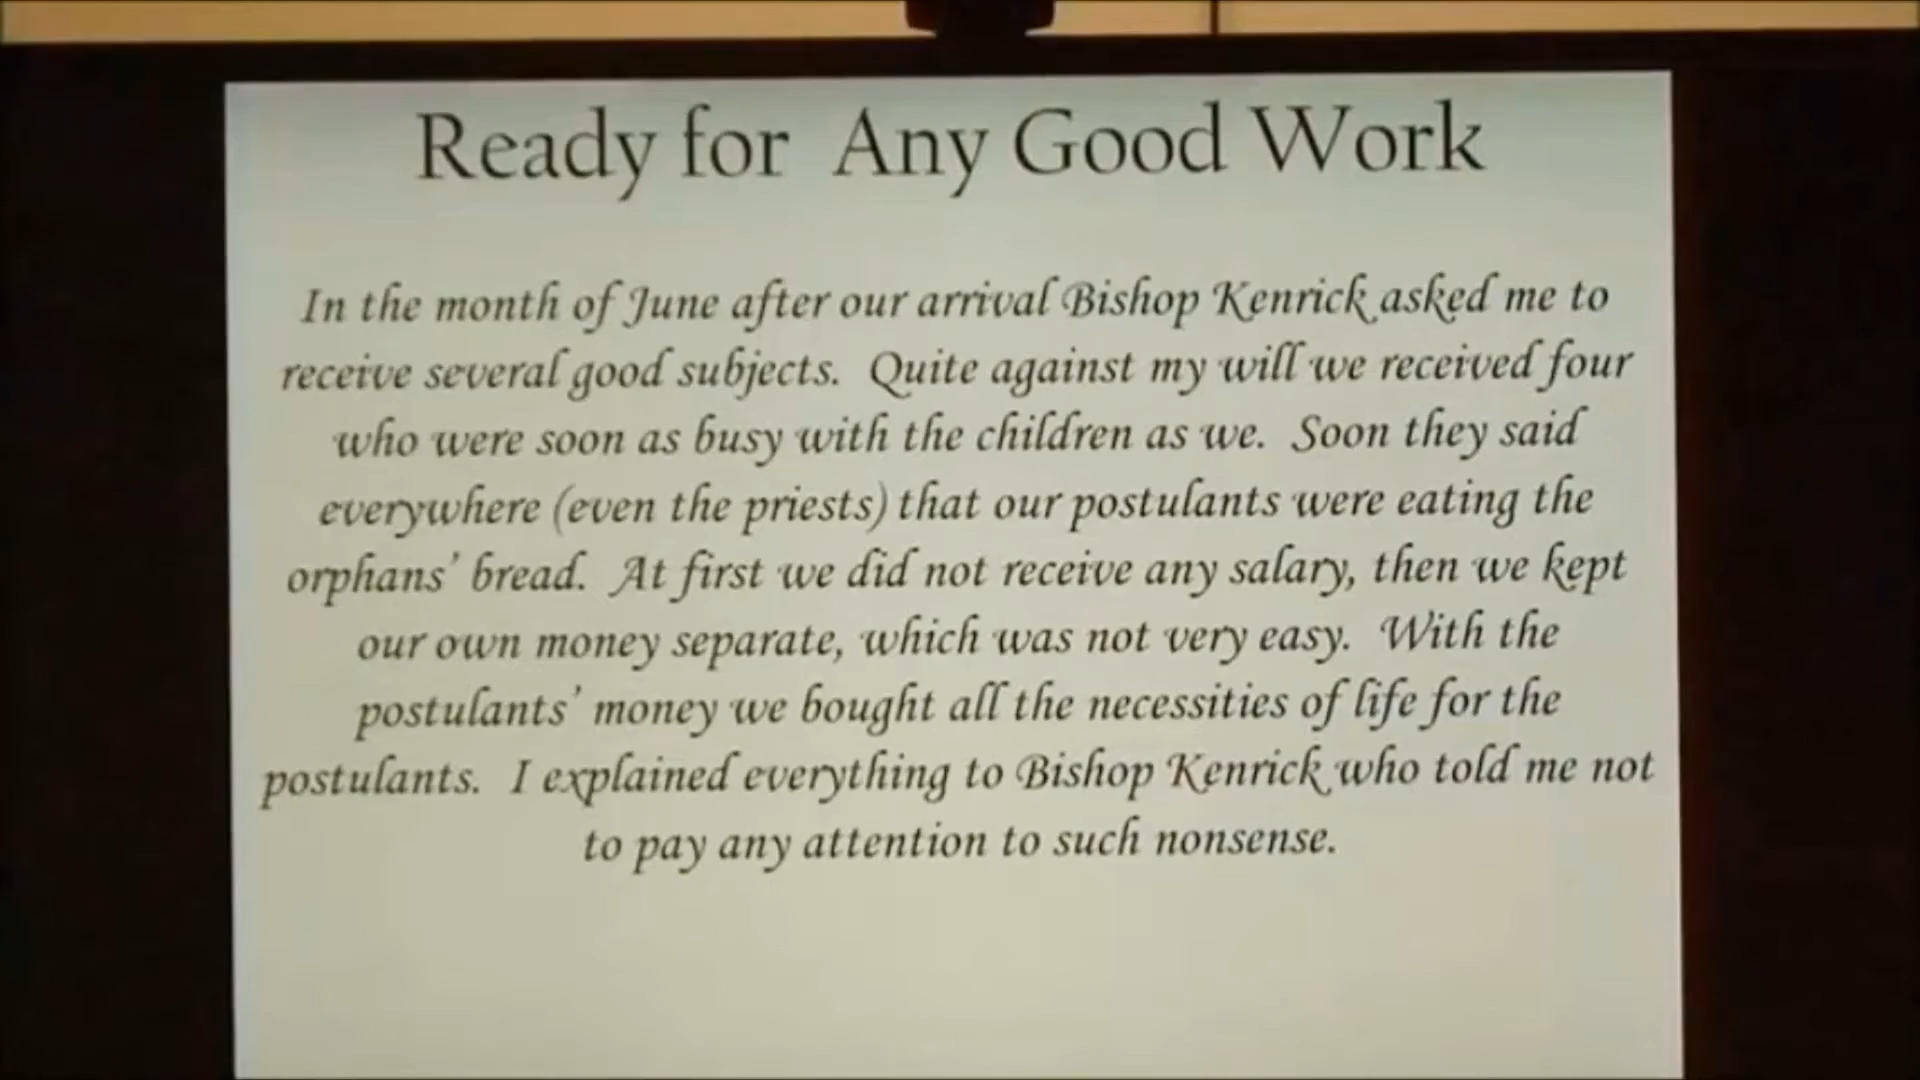 Ready for Any Good Work
In the month of June after our arrival Bishop Kenrick asked me to
receive several good subjects. Quite against my will we received four
who were soon as busy with the children as we. Soon they said
everywhere (even the priests) that our postulants were eating the
orphans' bread. At first we did not receive any salary, then we kept
our own money separate, which was not very easy. With the
postulants' money we bought all the necessities of life for the
postulants. I explained everything to Bishop Kenrick who told me not
to pay any attention to such nonsense.